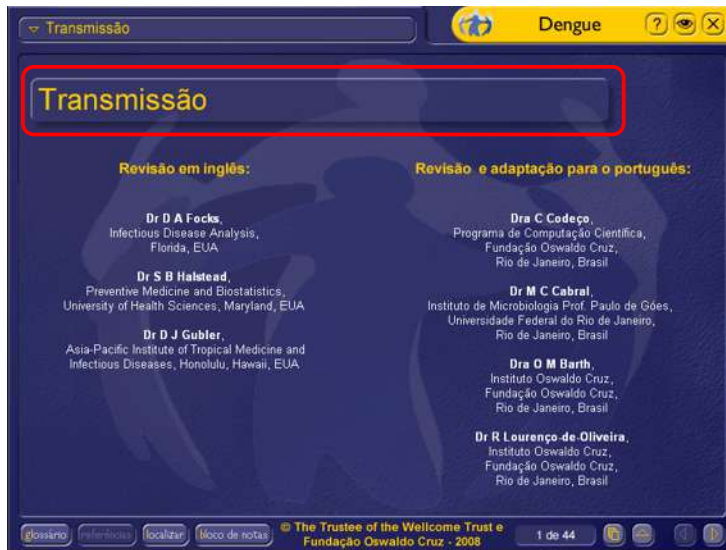 Transmissão
Dengue
?
X
Transmissão
Revisão em inglês:
Dr D A Focks,
Infectious Disease Analysis,
Florida, EUA
Dr S B Halstead,
Preventive Medicine and Biostatistics,
University of Health Sciences, Maryland, EUA
Dr D J Gubler,
Asia-Pacific Institute of Tropical Medicine and
Infectious Diseases, Honolulu, Hawaii, EUA
Revisão e adaptação para o português:
Dra C Codeço,
Programa de Computação Científica,
Fundação Oswaldo Cruz,
Rio de Janeiro, Brasil
Dr M C Cabral,
Instituto de Microbiologia Prof. Paulo de Góes,
Universidade Federal do Rio de Janeiro,
Rio de Janeiro, Brasil
Dra O M Barth,
Instituto Oswaldo Cruz,
Fundação Oswaldo Cruz,
Rio de Janeiro, Brasil
Dr R Lourenço-de-Oliveira,
Instituto Oswaldo Cruz,
Fundação Oswaldo Cruz,
Rio de Janeiro, Brasil
glossário referências localizar bloco de notas
© The Trustee of the Wellcome Trust e
Fundação Oswaldo Cruz - 2008
1 de 44